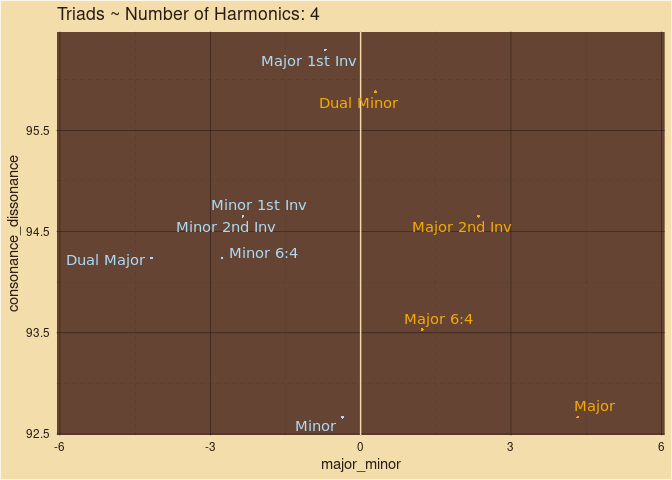 Triads ~ Number of Harmonics: 4
Major 1st Inv
Dual Minor
95.5
Minor 1st Inv
Minor 2nd Inv
Major 2nd Inv
94.5
Minor 6:4
Dual Major
Major 6:4
93.5
Major
Minor
92.5
consonance_dissonance
-6
-3
0
3
6
major_minor